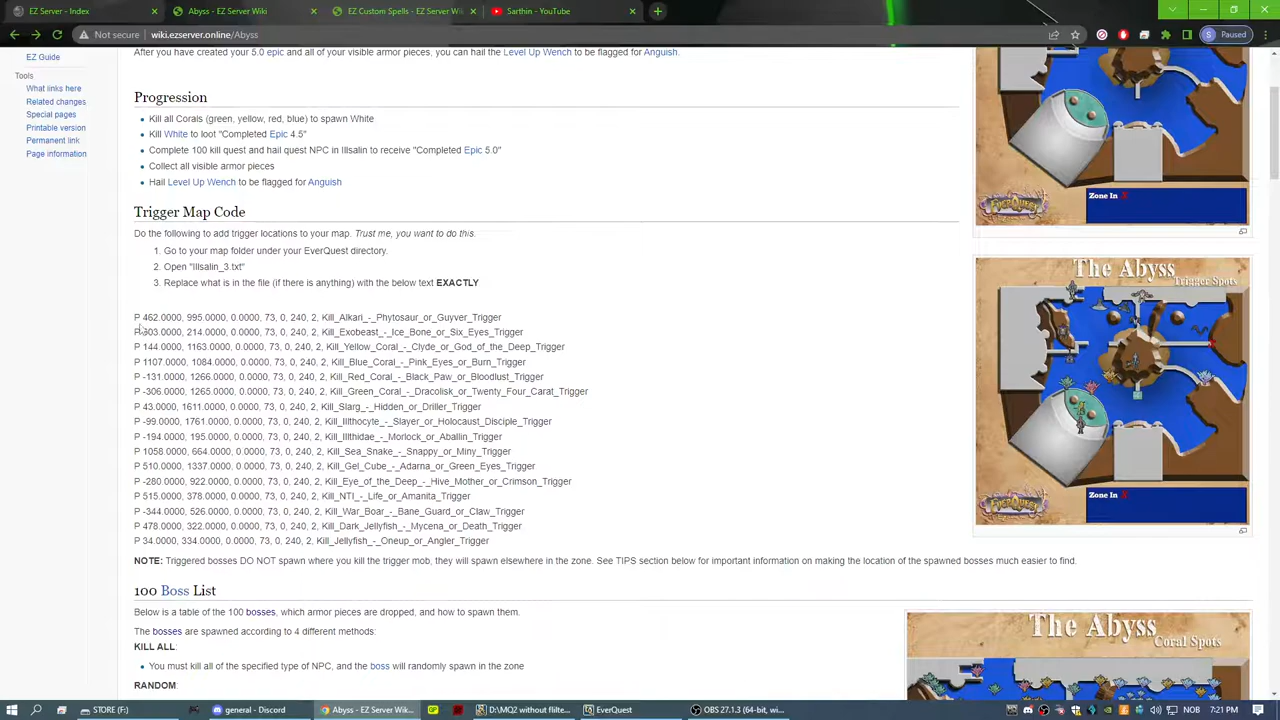 EZ Server - Index
Abyss - EZ Server Wiki
EZ Custom Spells - EZ Server Wi
Sarthin - YouTube
Not secure
wiki.ezserver.online/Abyss
S
Paused
After you have created your 5.0 epic and all of your visible armor pieces, you can hail the Level Up Wench to be flagged for Anguish.
EZ Guide
Tools
What links here
Related changes
Special pages
Printable version
Permanent link
Page information
Progression
Kill all Corals (green, yellow, red, blue) to spawn White
Kill White to loot "Completed Epic 4.5"
Complete 100 kill quest and hail quest NPC in Illsalin to receive "Completed Epic 5.0"
Collect all visible armor pieces
Hail Level Up Wench to be flagged for Anguish
Trigger Map Code
Do the following to add trigger locations to your map. Trust me, you want to do this.
1. Go to your map folder under your EverQuest directory.
2. Open "Illsalin_3.txt"
3. Replace what is in the file (if there is anything) with the below text EXACTLY
P 462.0000, 995.0000, 0.0000, 73, 0, 240, 2, Kill_Alkari_-_Phytosaur_or_Guyver_Trigger
P 303.0000, 214.0000, 0.0000, 73, 0, 240, 2, Kill_Exobeast_-_Ice_Bone_or_Six_Eyes_Trigger
P 144.0000, 1163.0000, 0.0000, 73, 0, 240, 2, Kill_Yellow_Coral_-_Clyde_or_God_of_the_Deep_Trigger
P 1107.0000, 1084.0000, 0.0000, 73, 0, 240, 2, Kill_Blue_Coral_-_Pink_Eyes_or_Burn_Trigger
P -131.0000, 1266.0000, 0.0000, 73, 0, 240, 2, Kill_Red_Coral_-_Black_Paw_or_Bloodlust_Trigger
P -306.0000, 1265.0000, 0.0000, 73, 0, 240, 2, Kill_Green_Coral_-_Dracolisk_or_Twenty_Four_Carat_Trigger
P 43.0000, 1611.0000, 0.0000, 73, 0, 240, 2, Kill_Slarg_-_Hidden_or_Driller_Trigger
P -99.0000, 1761.0000, 0.0000, 73, 0, 240, 2, Kill_Illthocyte_-_Slayer_or_Holocaust_Disciple_Trigger
P -194.0000, 195.0000, 0.0000, 73, 0, 240, 2, Kill_Illthidae_-_Morlock_or_Aballin_Trigger
P 1058.0000, 664.0000, 0.0000, 73, 0, 240, 2, Kill_Sea_Snake_-_Snappy_or_Miny_Trigger
P 510.0000, 1337.0000, 0.0000, 73, 0, 240, 2, Kill_Gel_Cube_-_Adarna_or_Green_Eyes_Trigger
P -280.0000, 922.0000, 0.0000, 73, 0, 240, 2, Kill_Eye_of_the_Deep_-_Hive_Mother_or_Crimson_Trigger
P 515.0000, 378.0000, 0.0000, 73, 0, 240, 2, Kill_NTI_-_Life_or_Amanita_Trigger
P -344.0000, 526.0000, 0.0000, 73, 0, 240, 2, Kill_War_Boar_-_Bane_Guard_or_Claw_Trigger
P 478.0000, 322.0000, 0.0000, 73, 0, 240, 2, Kill_Dark_Jellyfish_-_Mycena_or_Death_Trigger
P 34.0000, 334.0000, 0.0000, 73, 0, 240, 2, Kill_Jellyfish_-_Oneup_or_Angler_Trigger
NOTE: Triggered bosses DO NOT spawn where you kill the trigger mob, they will spawn elsewhere in the zone. See TIPS section below for important information on making the location of the spawned bosses much easier to find.
100 Boss List
Below is a table of the 100 bosses, which armor pieces are dropped, and how to spawn them.
The bosses are spawned according to 4 different methods:
KILL ALL:
You must kill all of the specified type of NPC, and the boss will randomly spawn in the zone
RANDOM:
EverQuest
Zone In X
The Abyss
Trigger Spots
EverQuest
Zone In X
The Abyss
Coral Spots
STORE (F:)
general - Discord
Abyss - EZ Server Wik...
GF
D:\MQ2 without flilte...
EverQuest
OBS 27.1.3 (64-bit, wi...
NOR
7:21 PM